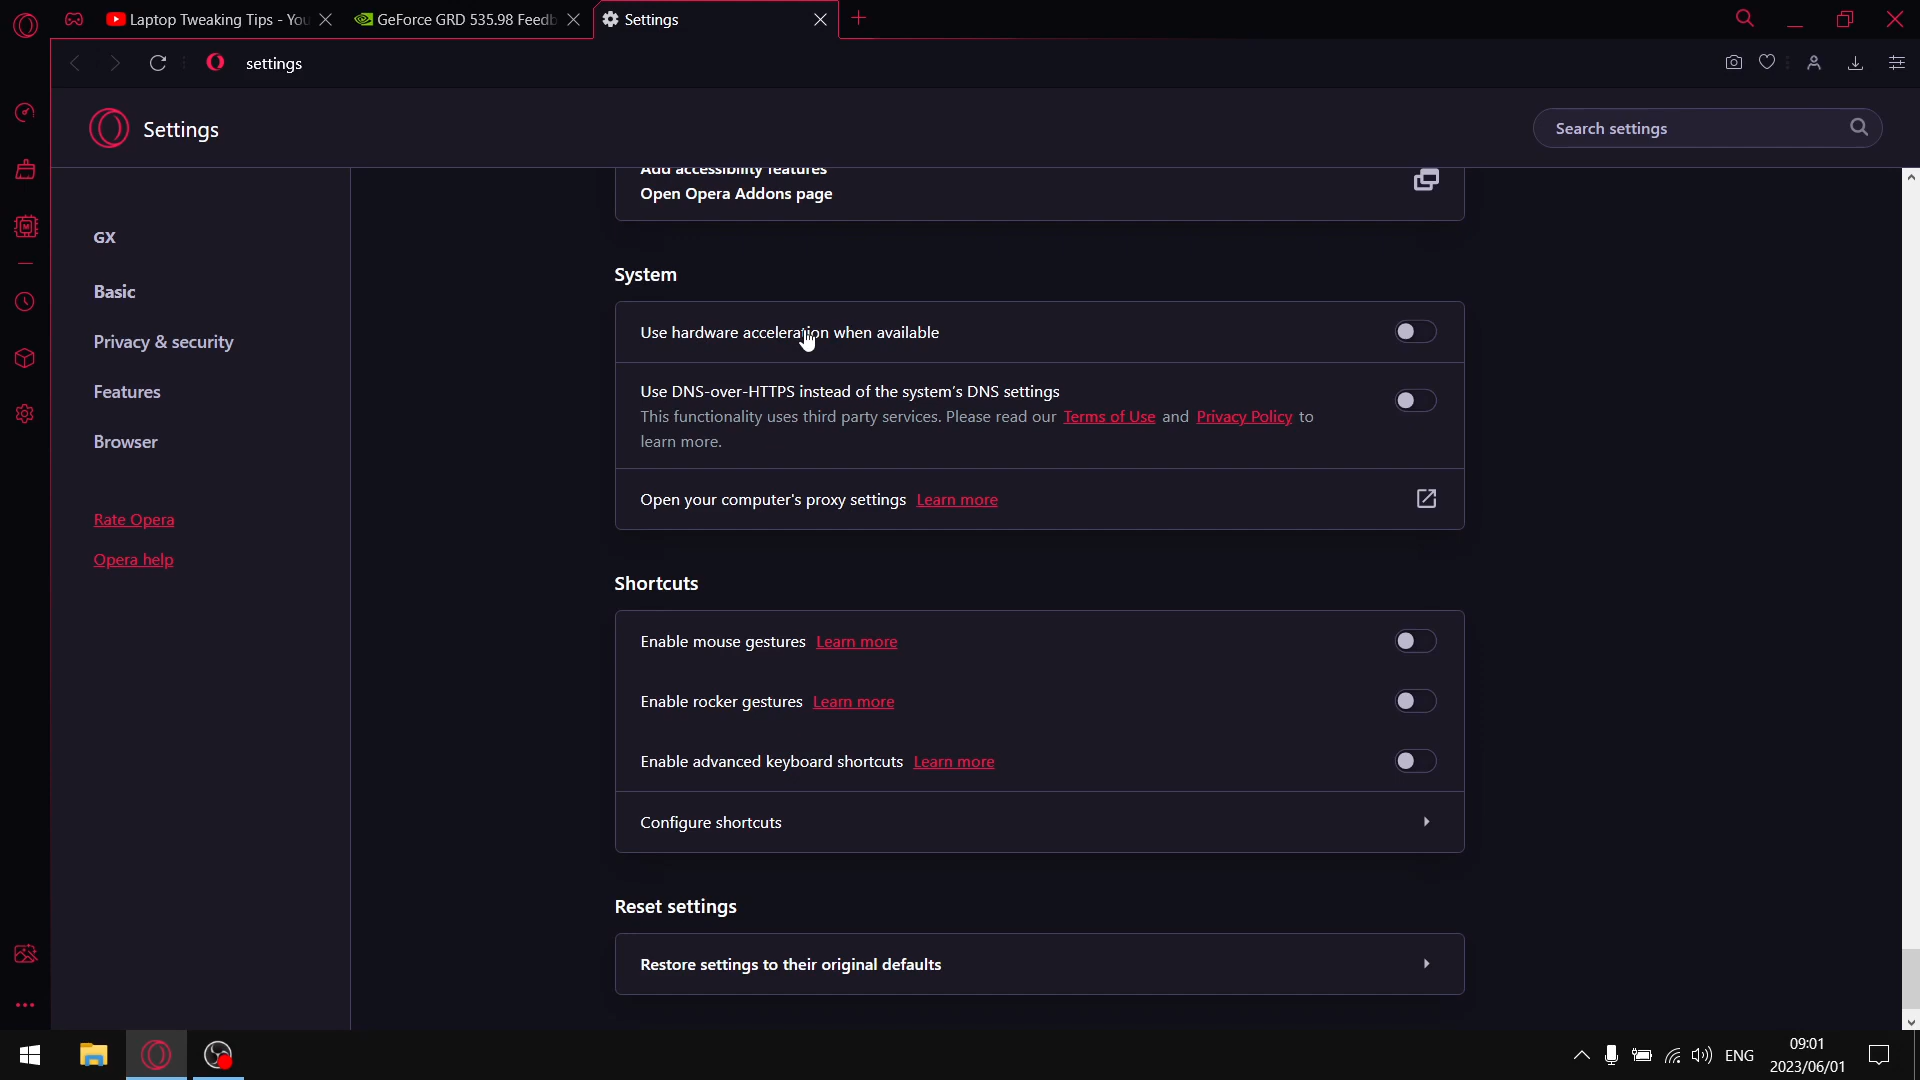 Laptop Tweaking Tips - You
GeForce GRD 535.98 Feedb
Settings
settings
Settings
Search settings
GX
Basic
Privacy & security
Features
Browser
Rate Opera
Opera help
Add accessibility features
Open Opera Addons page
System
Use hardware acceleration when available
Use DNS-over-HTTPS instead of the system's DNS settings
This functionality uses third party services. Please read our Terms of Use and Privacy Policy to
learn more.
Open your computer's proxy settings Learn more
Shortcuts
Enable mouse gestures Learn more
Enable rocker gestures Learn more
Enable advanced keyboard shortcuts Learn more
Configure shortcuts
Reset settings
Restore settings to their original defaults
ENG
09:01
2023/06/01